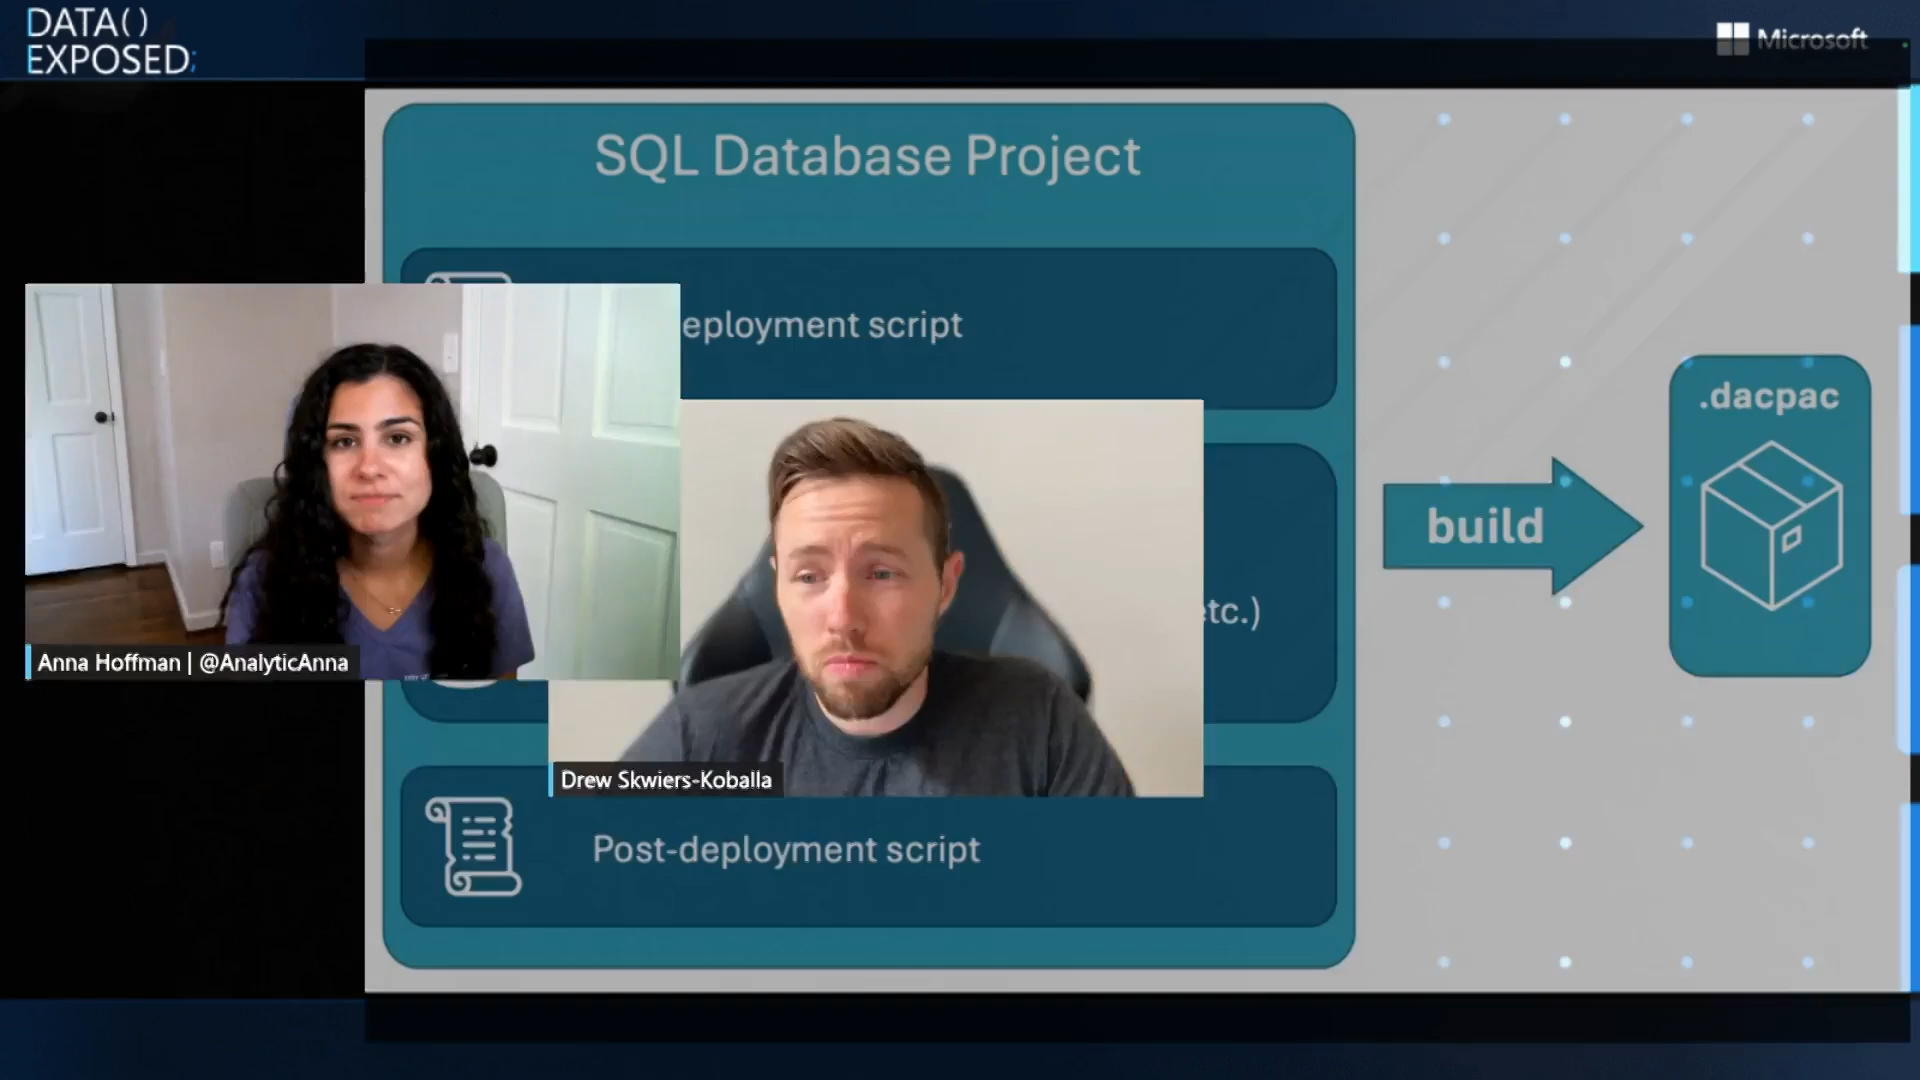 DATA()
EXPOSED;
Microsoft
SQL Database Project
eployment script
.dacpac
build
etc.)
Anna Hoffman | @AnalyticAnna
Drew Skwiers-Koballa
Post-deployment script